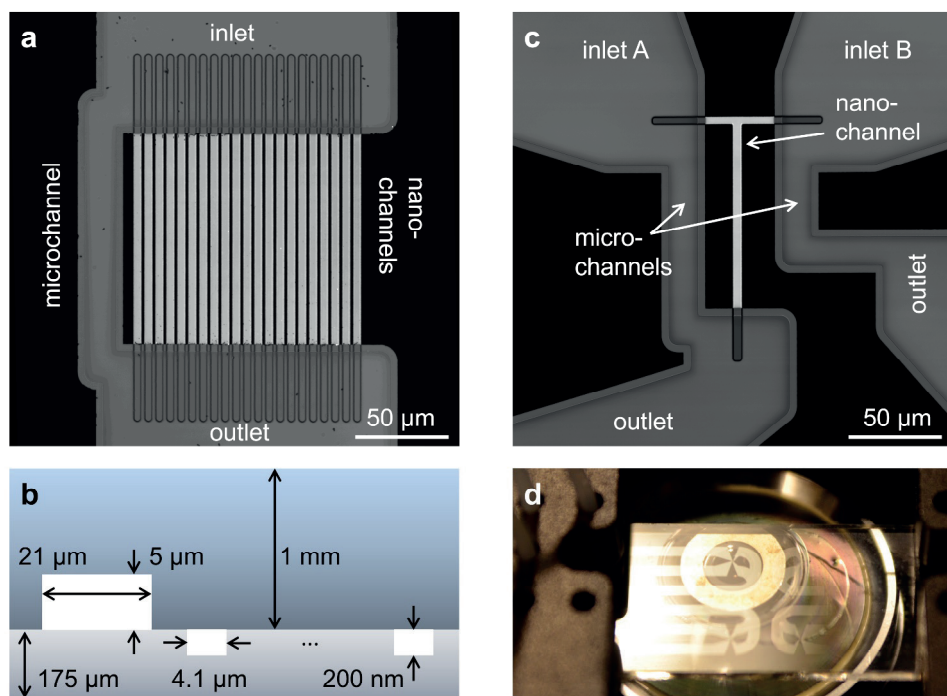 a
inlet
microchannel
nano-
channels
outlet
50 µm
c
inlet A
inlet B
nano-
channel
micro-
channels
outlet
outlet
50 µm
b
21 µm
5 µm
1 mm
175 µm
4.1 µm
...
200 nm
d